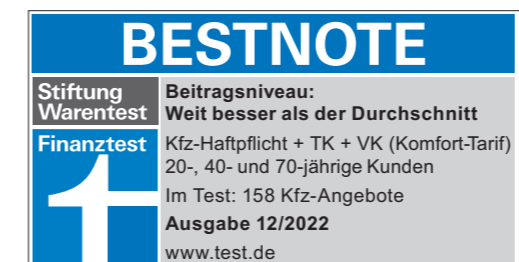 BESTNOTE
Stiftung
Warentest
Finanztest
Beitragsniveau:
Weit besser als der Durchschnitt
Kfz-Haftpflicht + TK + VK (Komfort-Tarif)
20-, 40- und 70-jährige Kunden
Im Test: 158 Kfz-Angebote
Ausgabe 12/2022
www.test.de